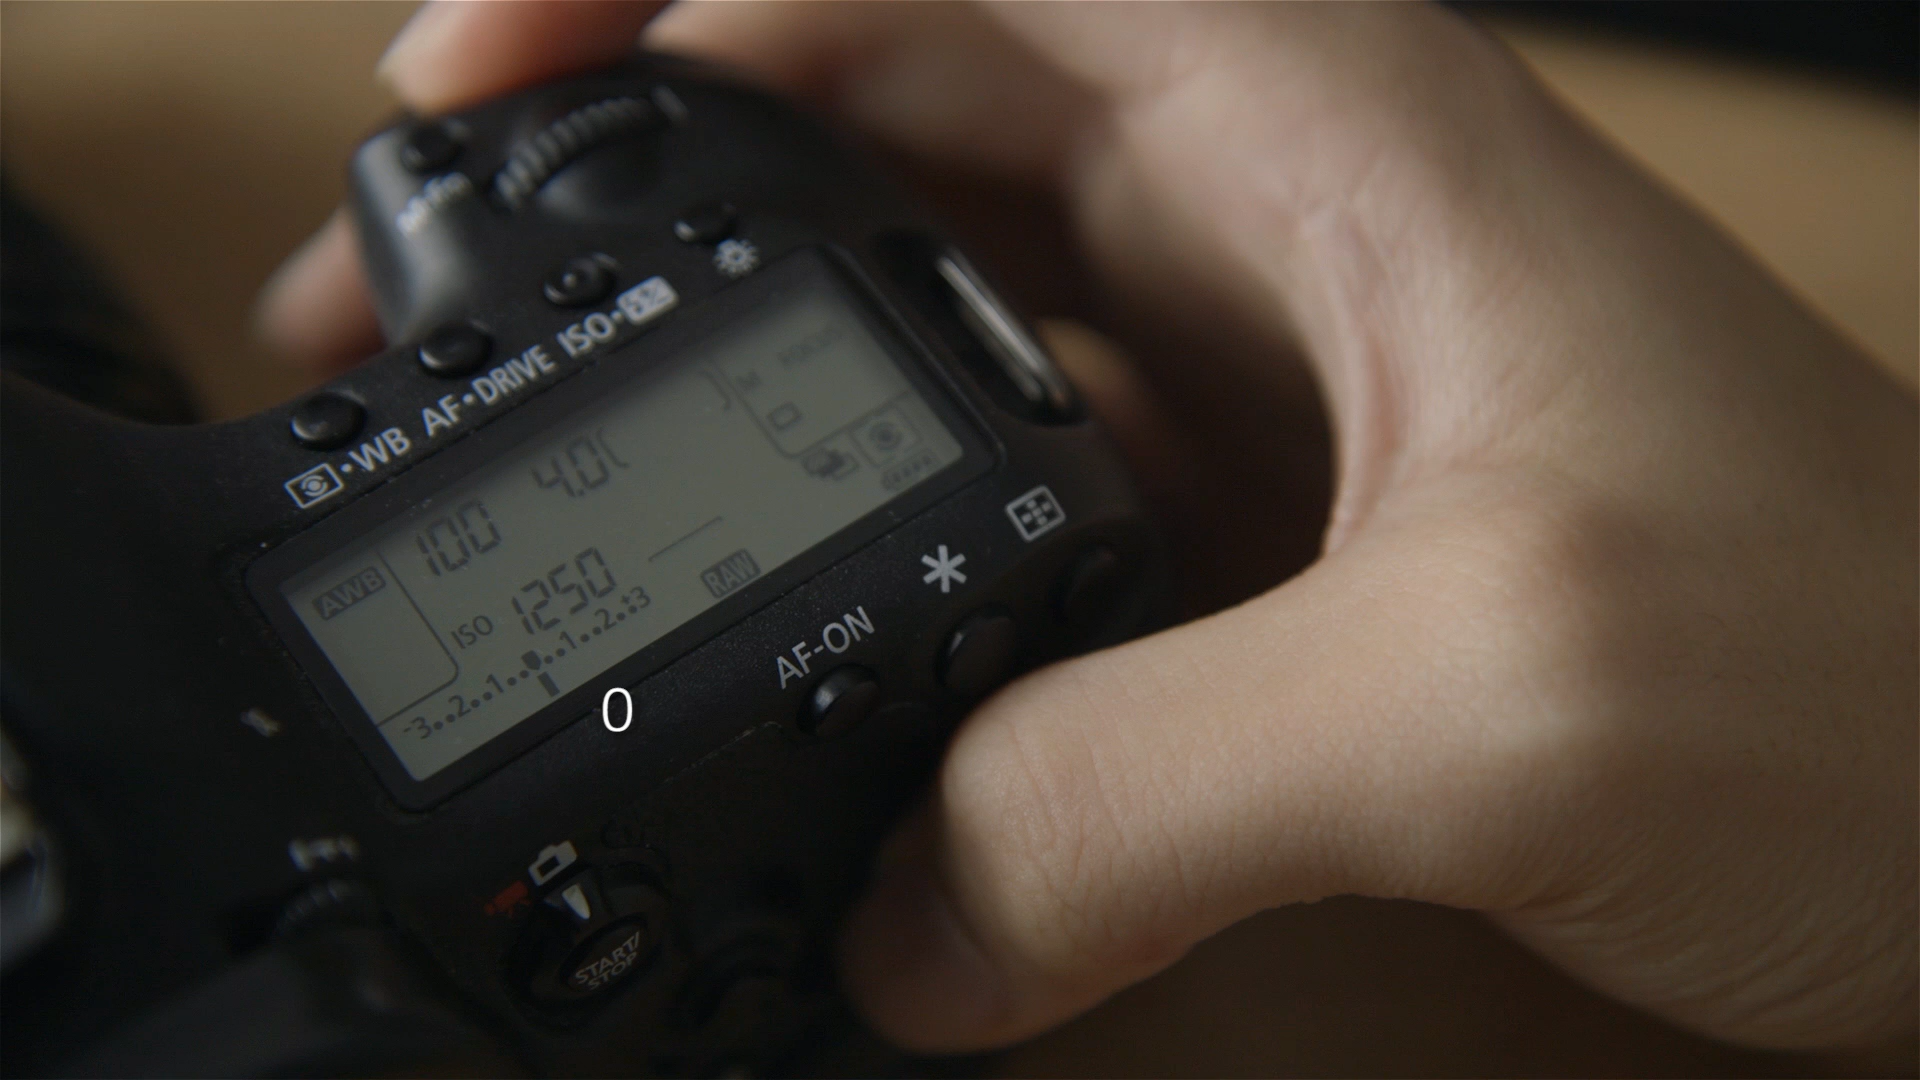 M-Fn
ISO•
AF•DRIVE
•WB
100 4.0
AWB
ISO 1250
RAW
-3..2..1..•..1..2..+3
0
AF-ON
*
START/
STOP